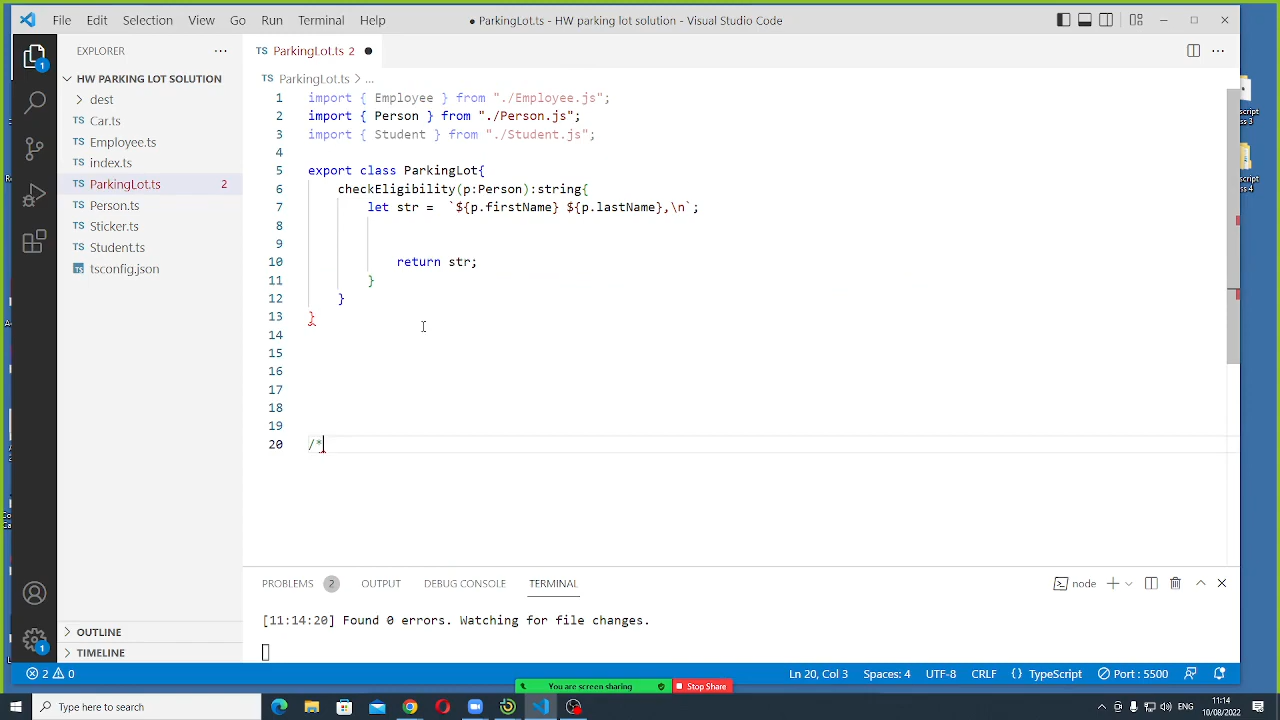 File Edit Selection View Go Run Terminal Help
● ParkingLot.ts - HW parking lot solution - Visual Studio Code
EXPLORER
HW PARKING LOT SOLUTION
dest
Car.ts
Employee.ts
index.ts
ParkingLot.ts 2
Person.ts
Sticker.ts
Student.ts
tsconfig.json
OUTLINE
TIMELINE
TS ParkingLot.ts 2 ●
TS ParkingLot.ts > ...
1 import { Employee } from "./Employee.js";
2 import { Person } from "./Person.js";
3 import { Student } from "./Student.js";
4
5 export class ParkingLot{
6 checkEligibility(p:Person):string{
7 let str = `${p.firstName} ${p.lastName},\n`;
8
9
10 return str;
11 }
12 }
13 }
14
15
16
17
18
19
20 /*
PROBLEMS 2 OUTPUT DEBUG CONSOLE TERMINAL
node
[11:14:20] Found 0 errors. Watching for file changes.
2 0
Ln 20, Col 3 Spaces: 4 UTF-8 CRLF {} TypeScript Port: 5500
You are screen sharing Stop Share
Type here to search
ENG
11:14
10/08/2022